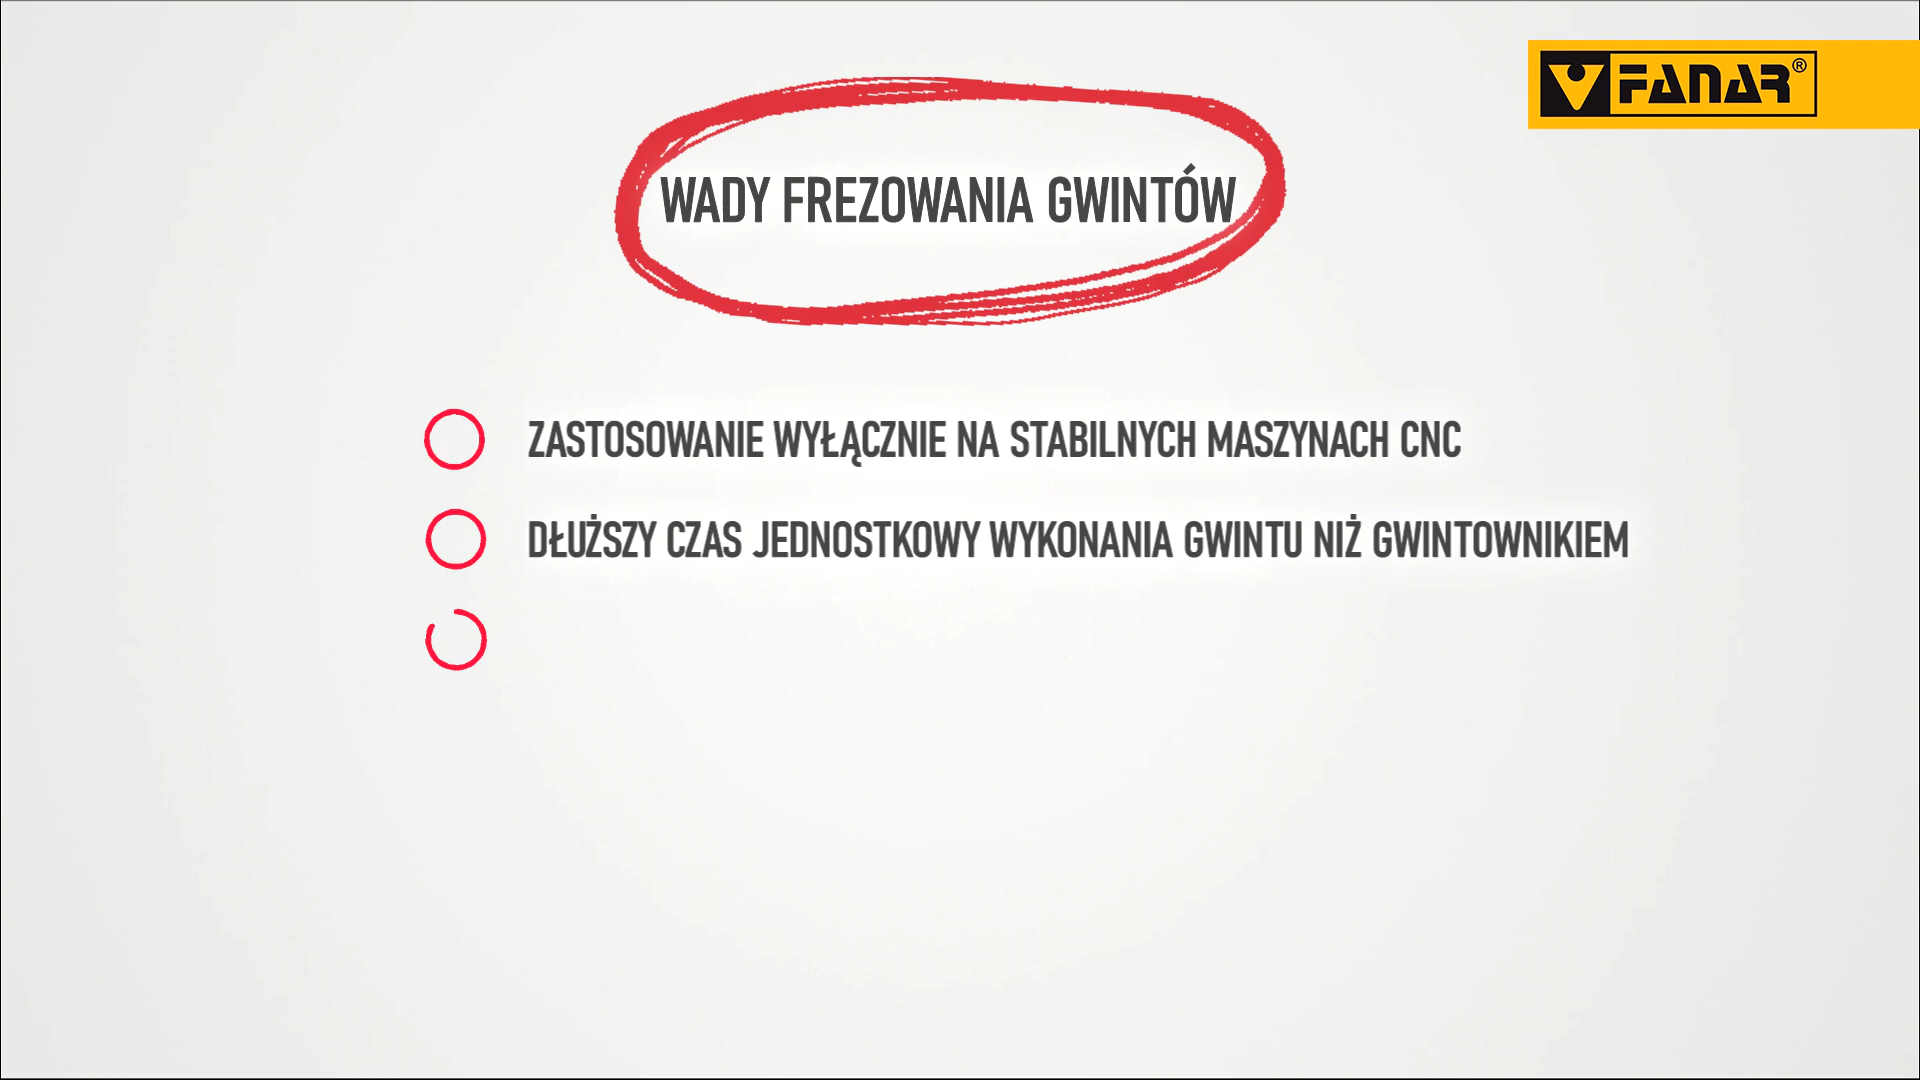 FANAR®
WADY FREZOWANIA GWINTÓW
ZASTOSOWANIE WYŁĄCZNIE NA STABILNYCH MASZYNACH CNC
DŁUŻSZY CZAS JEDNOSTKOWY WYKONANIA GWINTU NIŻ GWINTOWNIKIEM